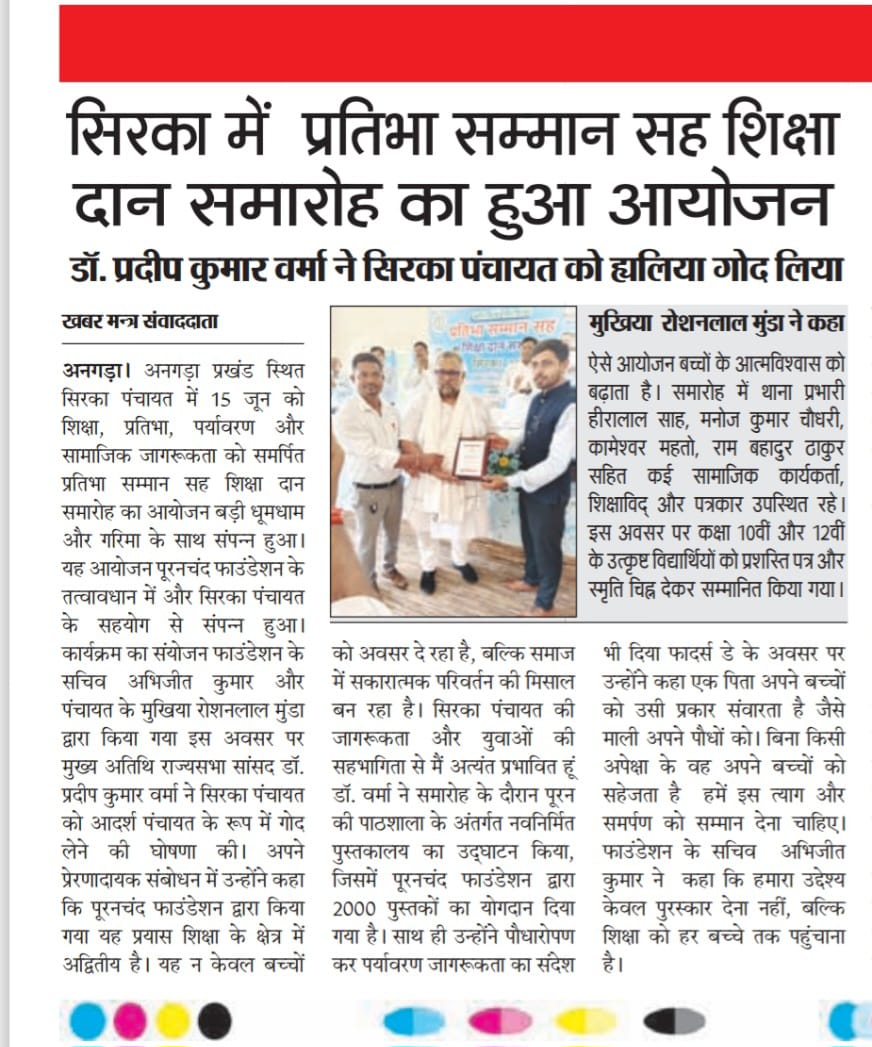 सिरका में प्रतिभा सम्मान सह शिक्षा
दान समारोह का हुआ आयोजन
डॉ. प्रदीप कुमार वर्मा ने सिरका पंचायत को ह्यलिया गोद लिया
खबर मन्त्र संवाददाता
अनगड़ा। अनगड़ा प्रखंड स्थित
सिरका पंचायत में 15 जून को
शिक्षा, प्रतिभा, पर्यावरण और
सामाजिक जागरूकता को समर्पित
प्रतिभा सम्मान सह शिक्षा दान
समारोह का आयोजन बड़ी धूमधाम
और गरिमा के साथ संपन्न हुआ।
यह आयोजन पूरनचंद फाउंडेशन के
तत्वावधान में और सिरका पंचायत
के सहयोग से संपन्न हुआ।
कार्यक्रम का संयोजन फाउंडेशन के
सचिव अभिजीत कुमार और
पंचायत के मुखिया रोशनलाल मुंडा
द्वारा किया गया इस अवसर पर
मुख्य अतिथि राज्यसभा सांसद डॉ.
प्रदीप कुमार वर्मा ने सिरका पंचायत
को आदर्श पंचायत के रूप में गोद
लेने की घोषणा की। अपने
प्रेरणादायक संबोधन में उन्होंने कहा
कि पूरनचंद फाउंडेशन द्वारा किया
गया यह प्रयास शिक्षा के क्षेत्र में
अद्वितीय है। यह न केवल बच्चों
प्रतिभा सम्मान सह
शिक्षा दान
मुखिया रोशनलाल मुंडा ने कहा
ऐसे आयोजन बच्चों के आत्मविश्वास को
बढ़ाता है। समारोह में थाना प्रभारी
हीरालाल साह, मनोज कुमार चौधरी,
कामेश्वर महतो, राम बहादुर ठाकुर
सहित कई सामाजिक कार्यकर्ता,
शिक्षाविद् और पत्रकार उपस्थित रहे।
इस अवसर पर कक्षा 10वीं और 12वीं
के उत्कृष्ट विद्यार्थियों को प्रशस्ति पत्र और
स्मृति चिह्न देकर सम्मानित किया गया।
को अवसर दे रहा है, बल्कि समाज
में सकारात्मक परिवर्तन की मिसाल
बन रहा है। सिरका पंचायत की
जागरूकता और युवाओं की
सहभागिता से मैं अत्यंत प्रभावित हूं
डॉ. वर्मा ने समारोह के दौरान पूरन
की पाठशाला के अंतर्गत नवनिर्मित
पुस्तकालय का उद्घाटन किया,
जिसमें पूरनचंद फाउंडेशन द्वारा
2000 पुस्तकों का योगदान दिया
गया है। साथ ही उन्होंने पौधारोपण
कर पर्यावरण जागरूकता का संदेश
भी दिया फादर्स डे के अवसर पर
उन्होंने कहा एक पिता अपने बच्चों
को उसी प्रकार संवारता है जैसे
माली अपने पौधों को। बिना किसी
अपेक्षा के वह अपने बच्चों को
सहेजता है हमें इस त्याग और
समर्पण को सम्मान देना चाहिए।
फाउंडेशन के सचिव अभिजीत
कुमार ने कहा कि हमारा उद्देश्य
केवल पुरस्कार देना नहीं, बल्कि
शिक्षा को हर बच्चे तक पहुंचाना
है।